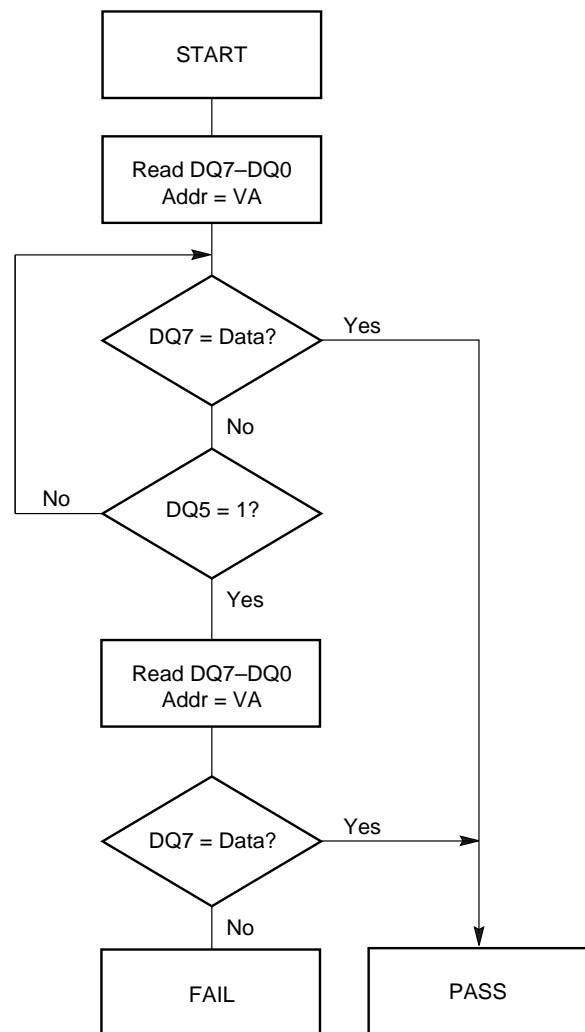 START
Read DQ7–DQ0
Addr = VA
DQ7 = Data?
Yes
No
No
DQ5 = 1?
Yes
Read DQ7–DQ0
Addr = VA
DQ7 = Data?
Yes
No
FAIL
PASS